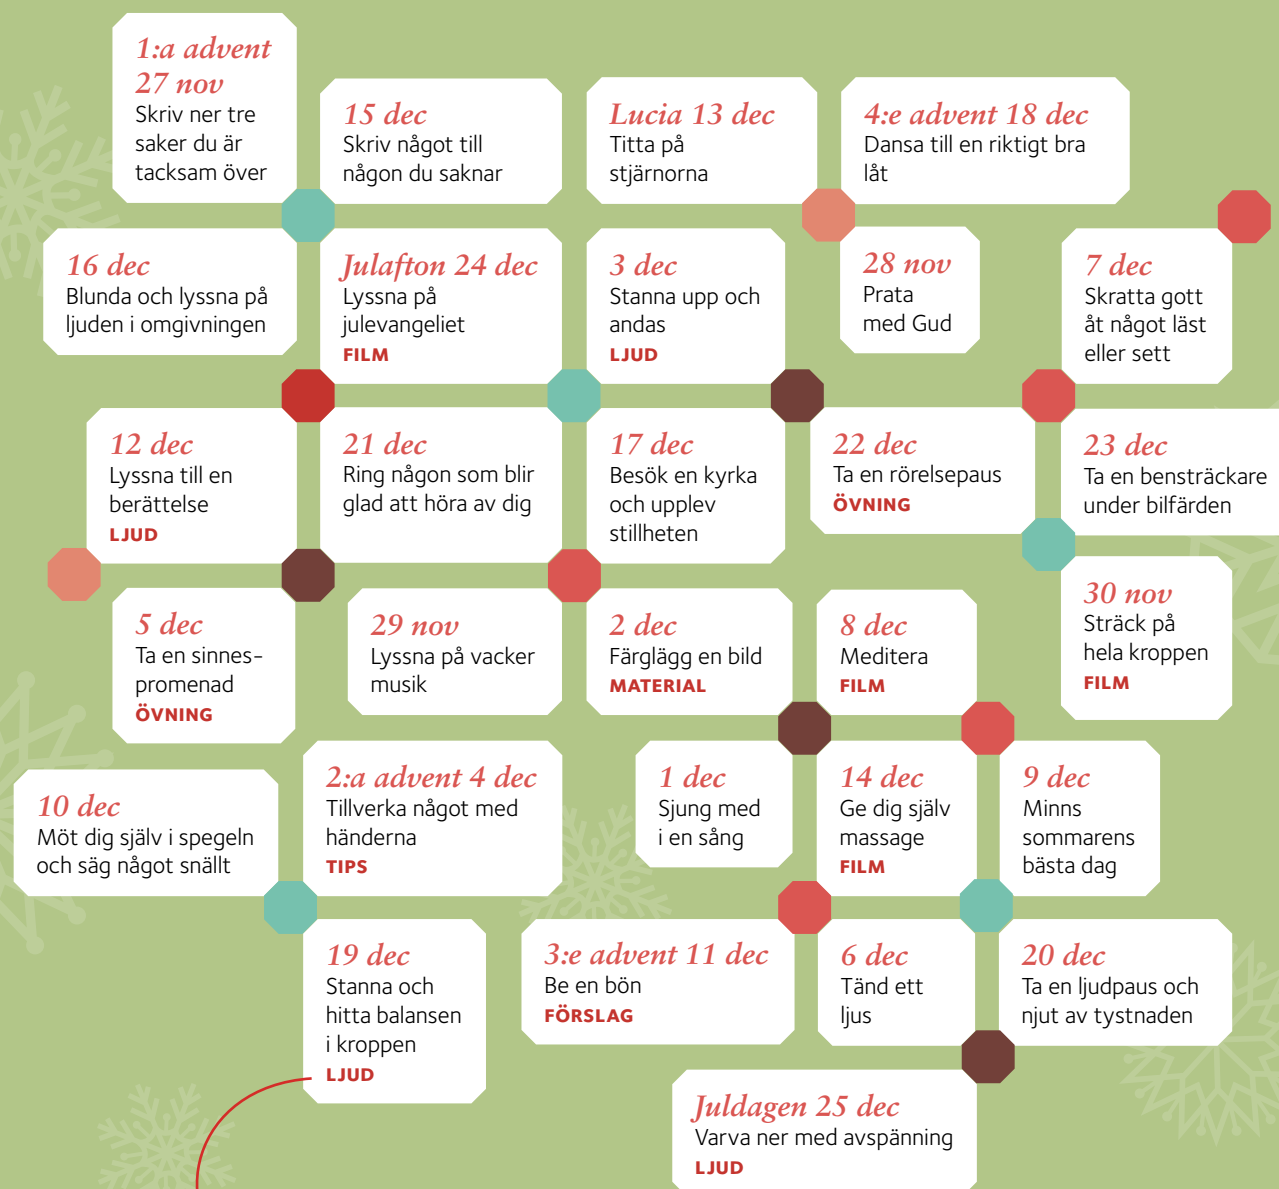 1:a advent
27 nov
Skriv ner tre
saker du är
tacksam över
15 dec
Skriv något till
någon du saknar
Lucia 13 dec
Titta på
stjärnorna
4:e advent 18 dec
Dansa till en riktigt bra
låt
16 dec
Blunda och lyssna på
ljuden i omgivningen
Julafton 24 dec
Lyssna på
julevangeliet
FILM
3 dec
Stanna upp och
andas
LJUD
28 nov
Prata
med Gud
7 dec
Skratta gott
åt något läst
eller sett
12 dec
Lyssna till en
berättelse
LJUD
21 dec
Ring någon som blir
glad att höra av dig
17 dec
Besök en kyrka
och upplev
stillheten
22 dec
Ta en rörelsepaus
ÖVNING
23 dec
Ta en bensträckare
under bilfärden
5 dec
Ta en sinnes-
promenad
ÖVNING
29 nov
Lyssna på vacker
musik
2 dec
Färglägg en bild
MATERIAL
8 dec
Meditera
FILM
30 nov
Sträck på
hela kroppen
FILM
10 dec
Möt dig själv i spegeln
och säg något snällt
2:a advent 4 dec
Tillverka något med
händerna
TIPS
1 dec
Sjung med
i en sång
14 dec
Ge dig själv
massage
FILM
9 dec
Minns
sommarens
bästa dag
19 dec
Stanna och
hitta balansen
i kroppen
LJUD
3:e advent 11 dec
Be en bön
FÖRSLAG
6 dec
Tänd ett
ljus
20 dec
Ta en ljudpaus och
njut av tystnaden
Juldagen 25 dec
Varva ner med avspänning
LJUD